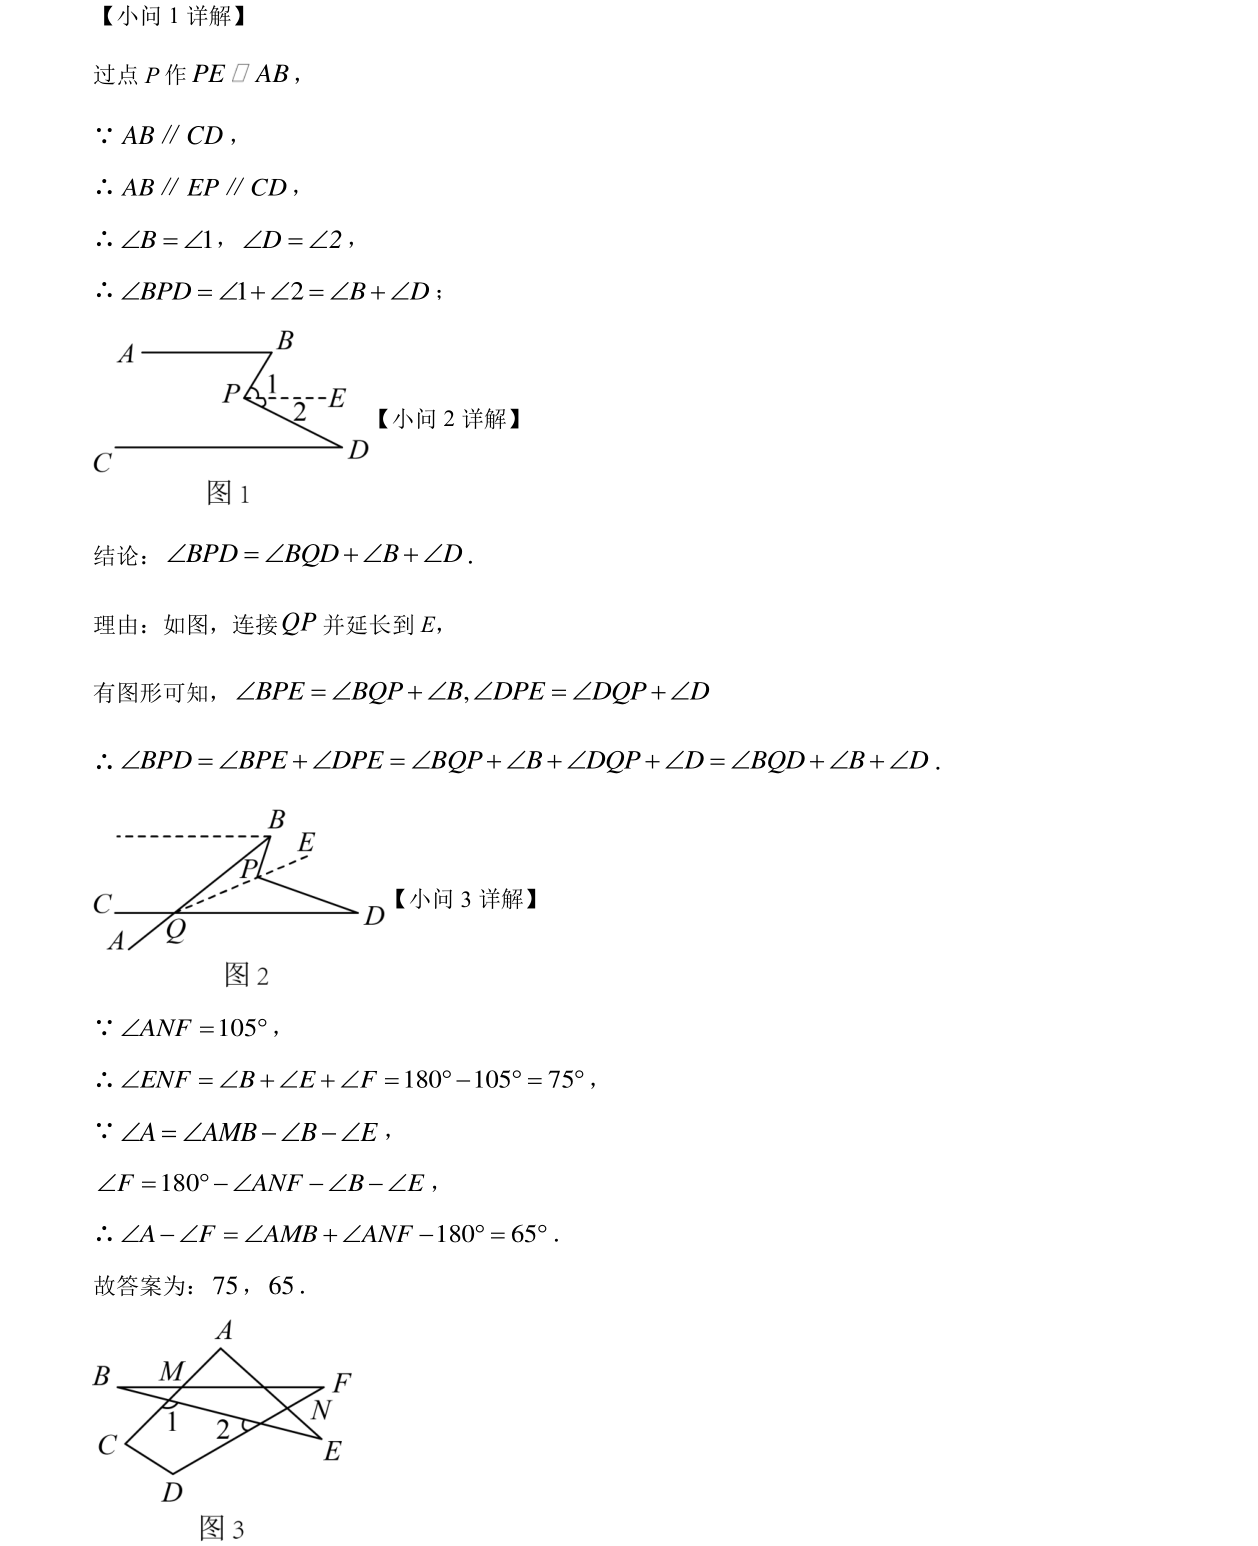 【小问 1 详解】
过点 P 作 PE▯AB，
∵ AB∥CD，
∴ AB∥EP∥CD，
∴ ∠B=∠1，∠D=∠2，
∴ ∠BPD=∠1+∠2=∠B+∠D；
A B
P 1 E
2
【小问 2 详解】
C D
图 1
结论：∠BPD=∠BQD+∠B+∠D．
理由：如图，连接QP并延长到 E，
有图形可知，∠BPE=∠BQP+∠B,∠DPE=∠DQP+∠D
∴ ∠BPD=∠BPE+∠DPE=∠BQP+∠B+∠DQP+∠D=∠BQD+∠B+∠D．
B
E
P
C D 【小问 3 详解】
A Q
图 2
∵ ∠ANF=105°，
∴ ∠ENF=∠B+∠E+∠F=180°−105°=75°，
∵ ∠A=∠AMB−∠B−∠E，
∠F=180°−∠ANF−∠B−∠E，
∴ ∠A−∠F=∠AMB+∠ANF−180°=65°．
故答案为：75，65．
A
B M F
1 2 N
C E
D
图 3